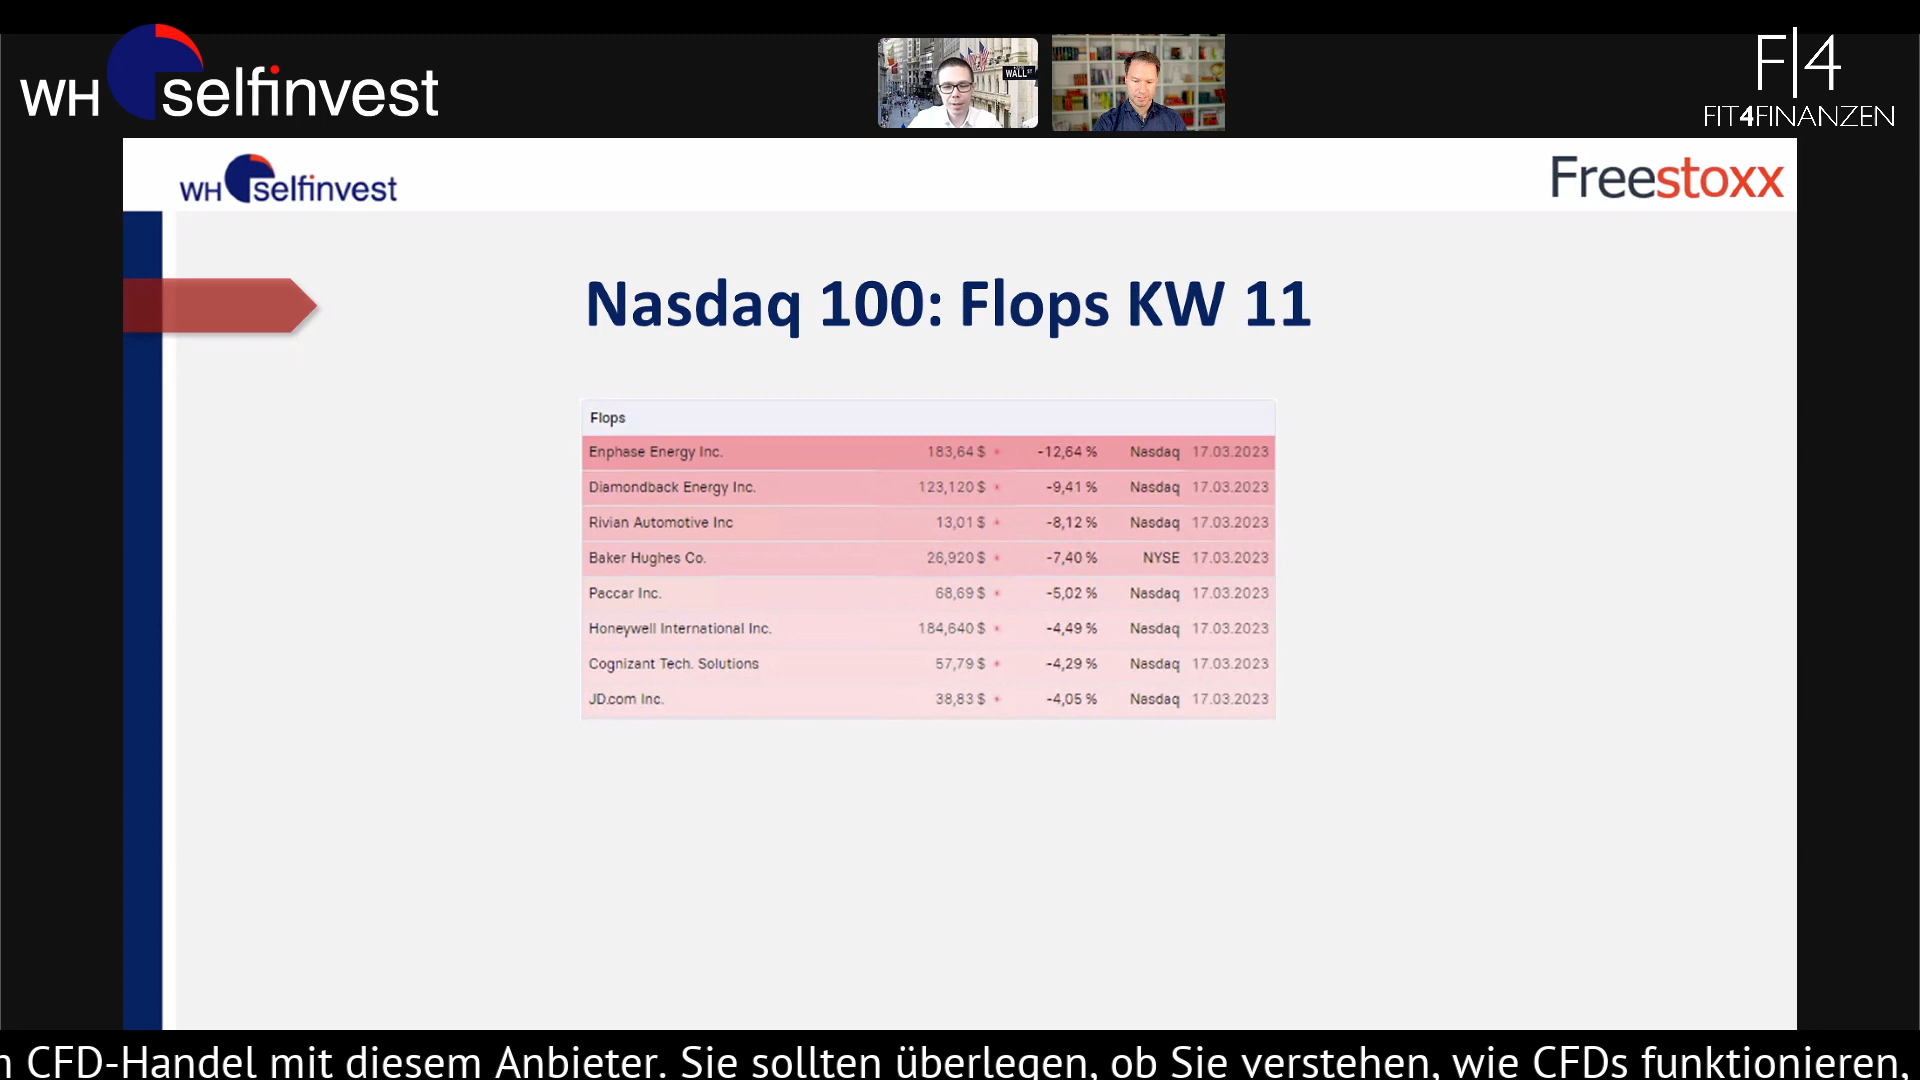 WH selfinvest
WALL ST
F|4
FIT4FINANZEN
WH selfinvest
Freestoxx
Nasdaq 100: Flops KW 11
Flops
Enphase Energy Inc. 183,64 $ -12,64 % Nasdaq 17.03.2023
Diamondback Energy Inc. 123,120 $ -9,41 % Nasdaq 17.03.2023
Rivian Automotive Inc 13,01 $ -8,12 % Nasdaq 17.03.2023
Baker Hughes Co. 26,920 $ -7,40 % NYSE 17.03.2023
Paccar Inc. 68,69 $ -5,02 % Nasdaq 17.03.2023
Honeywell International Inc. 184,640 $ -4,49 % Nasdaq 17.03.2023
Cognizant Tech. Solutions 57,79 $ -4,29 % Nasdaq 17.03.2023
JD.com Inc. 38,83 $ -4,05 % Nasdaq 17.03.2023
CFD-Handel mit diesem Anbieter. Sie sollten überlegen, ob Sie verstehen, wie CFDs funktionieren,